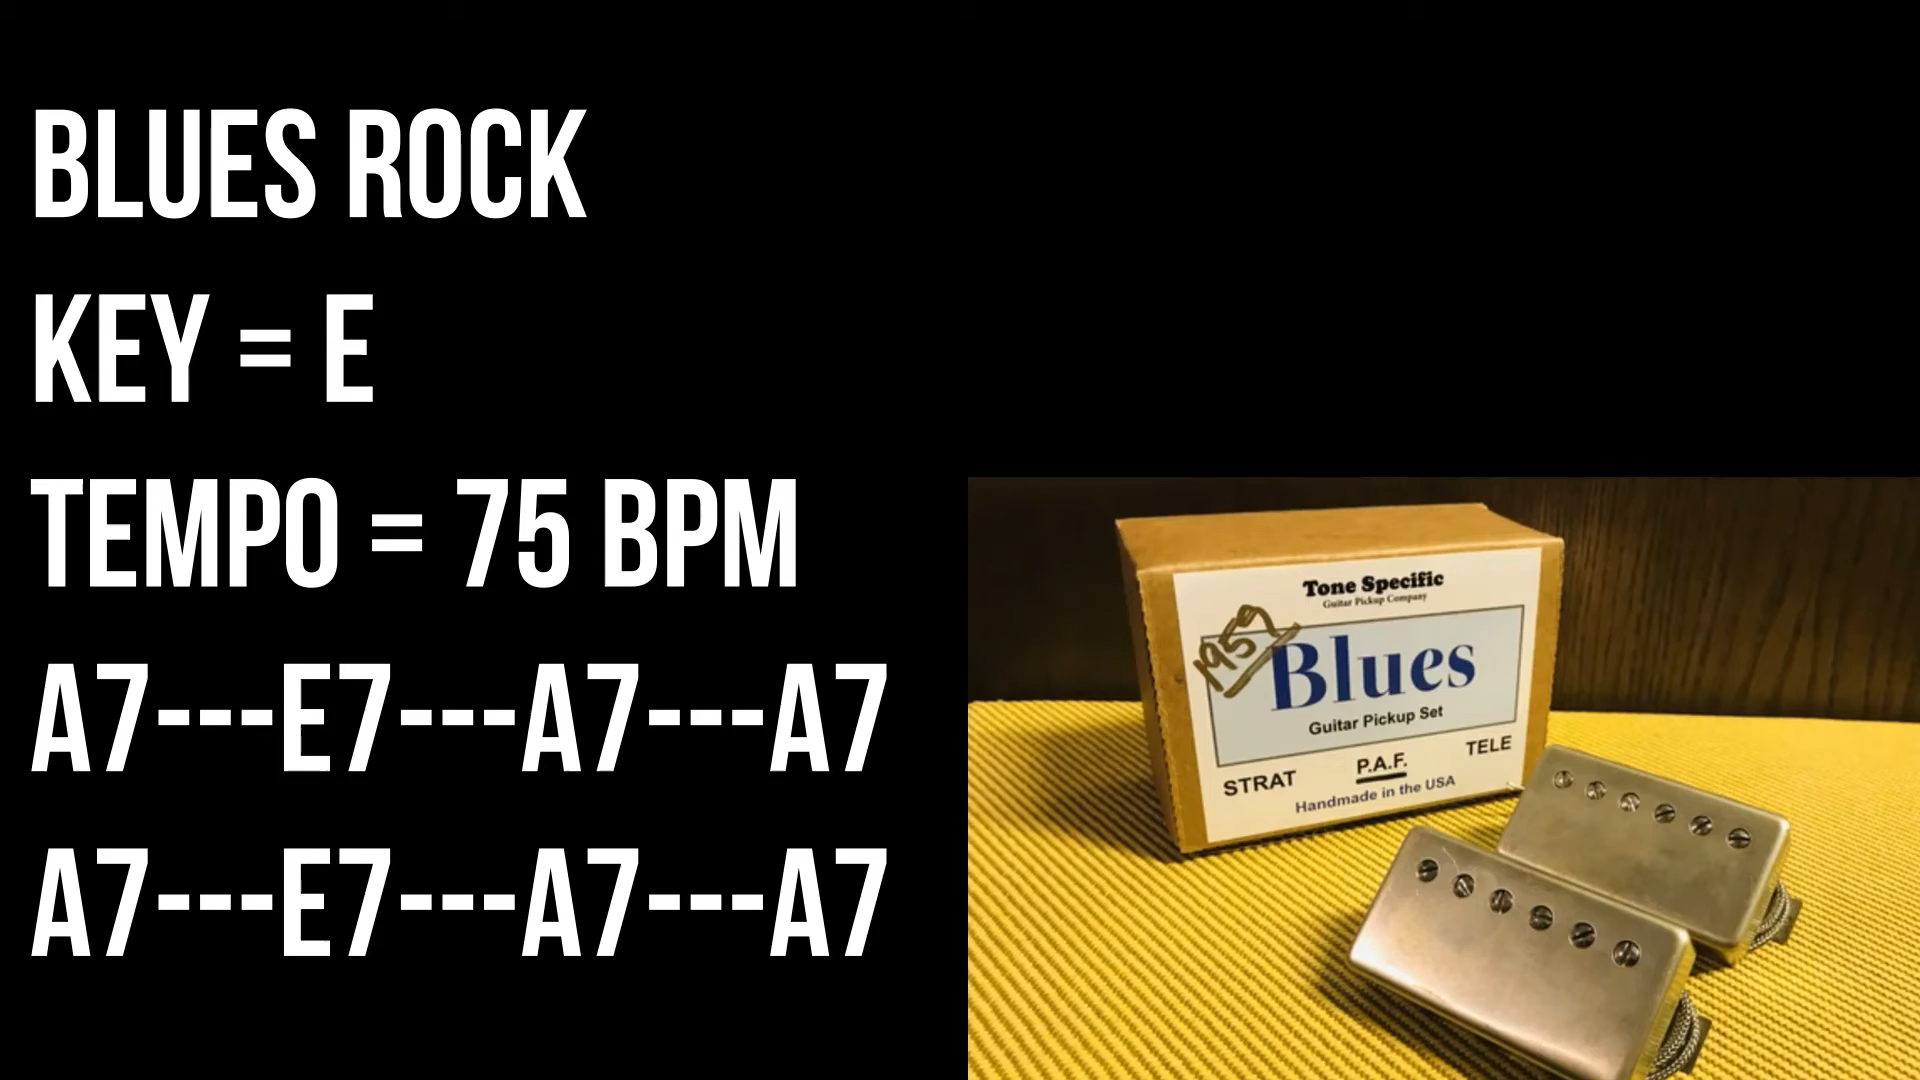 BLUES ROCK
KEY = E
TEMPO = 75 BPM
A7---E7---A7---A7
A7---E7---A7---A7
Tone Specific
Guitar Pickup Company
1957
Blues
Guitar Pickup Set
STRAT P.A.F. TELE
Handmade in the USA